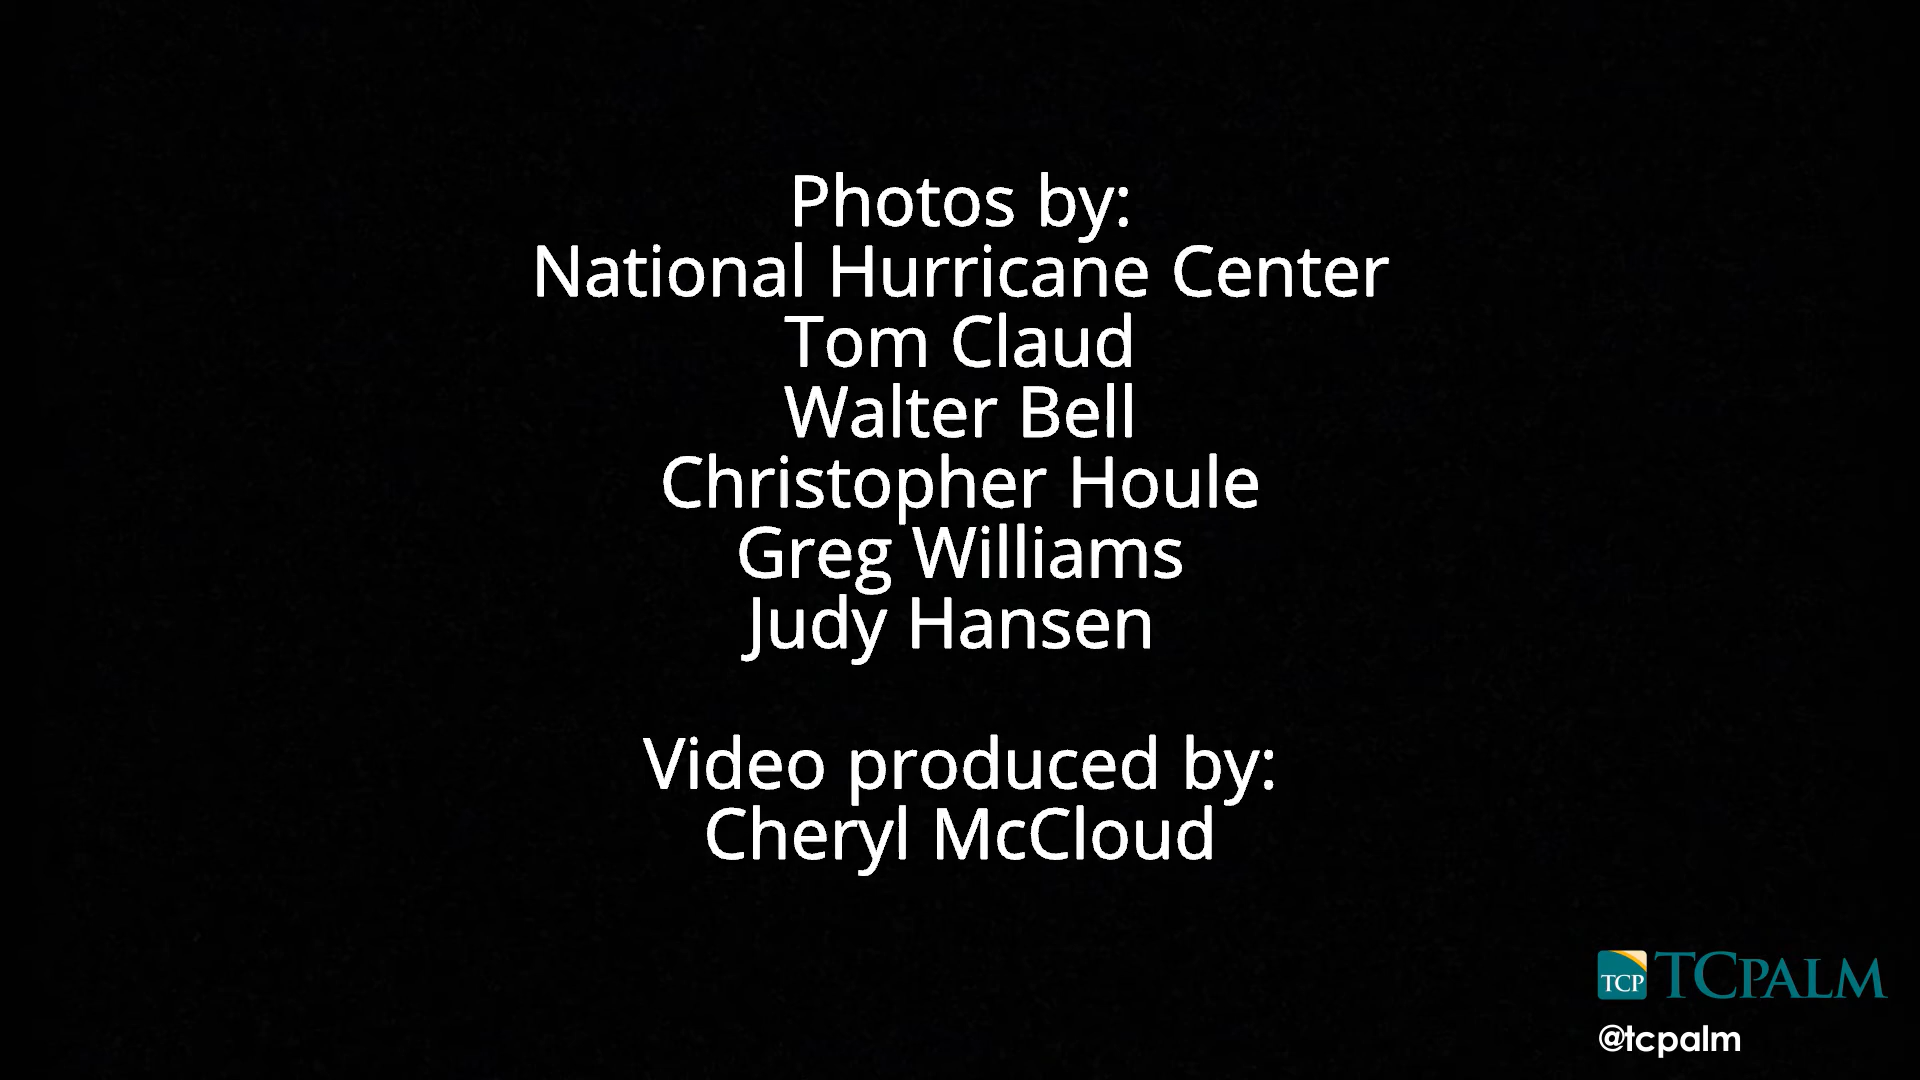 Photos by:
National Hurricane Center
Tom Claud
Walter Bell
Christopher Houle
Greg Williams
Judy Hansen
Video produced by:
Cheryl McCloud
TCP TCPALM
@tcpalm